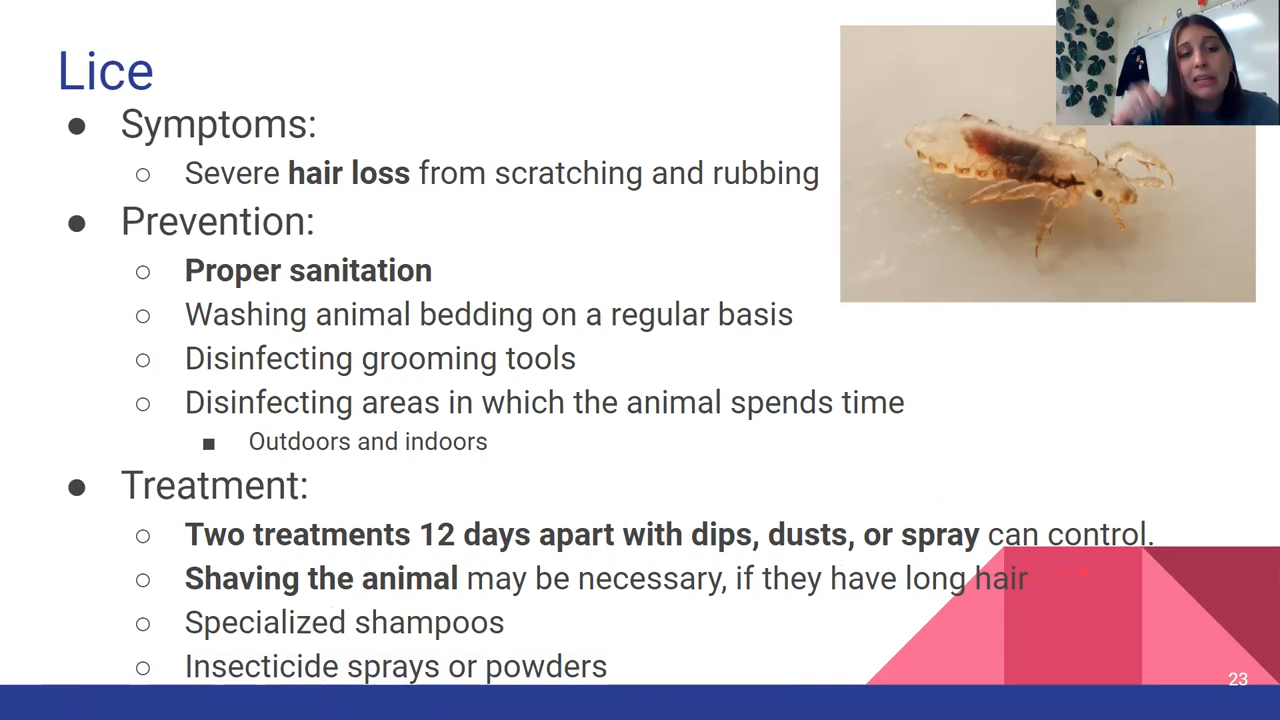 Lice
● Symptoms:
○ Severe hair loss from scratching and rubbing
● Prevention:
○ Proper sanitation
○ Washing animal bedding on a regular basis
○ Disinfecting grooming tools
○ Disinfecting areas in which the animal spends time
■ Outdoors and indoors
● Treatment:
○ Two treatments 12 days apart with dips, dusts, or spray can control.
○ Shaving the animal may be necessary, if they have long hair
○ Specialized shampoos
○ Insecticide sprays or powders
23